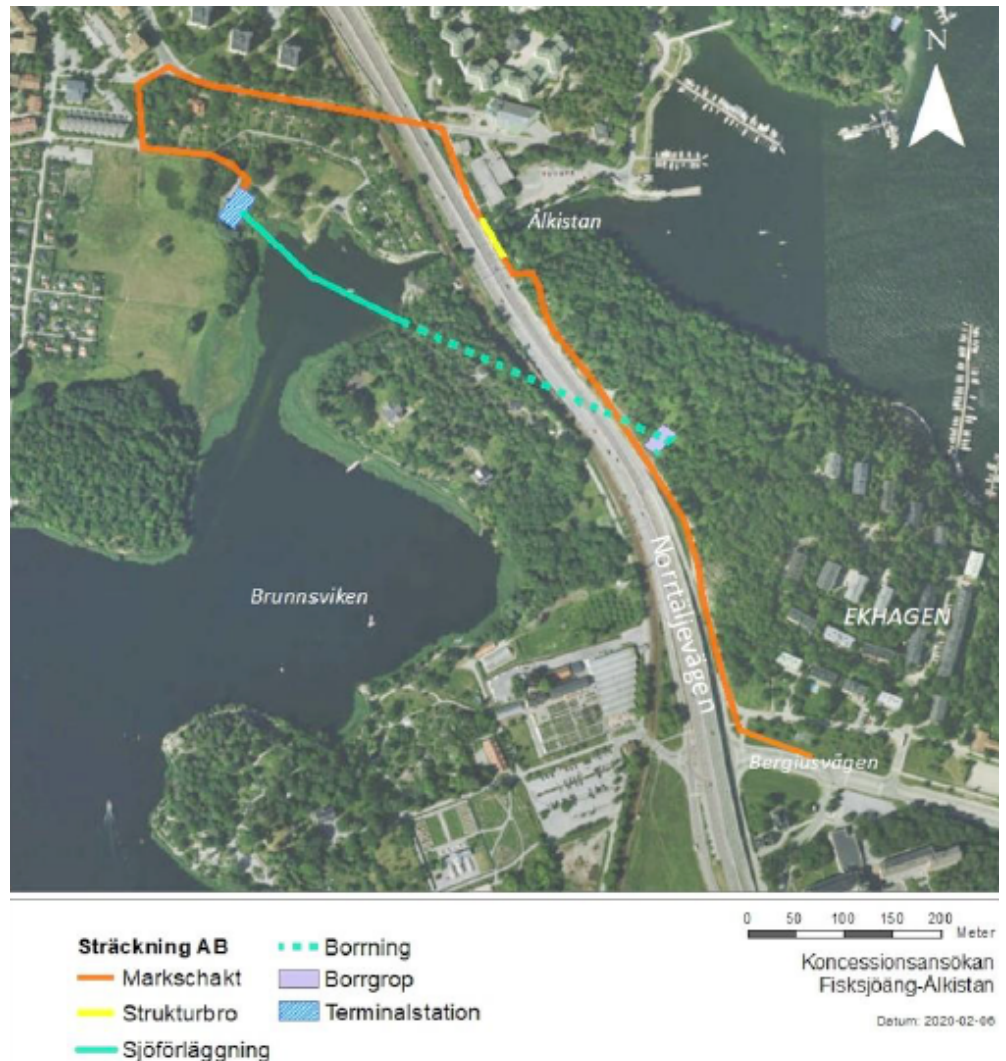 N
Ålkistan
Brunnsviken
Norrtäljevägen
EKHAGEN
Bergiusvägen
Sträckning AB
Markschakt
Strukturbro
Sjöförläggning
Borrning
Borrgrop
Terminalstation
0 50 100 150 200
Meter
Koncessionsansökan
Fisksjöäng-Ålkistan
Datum: 2020-02-06